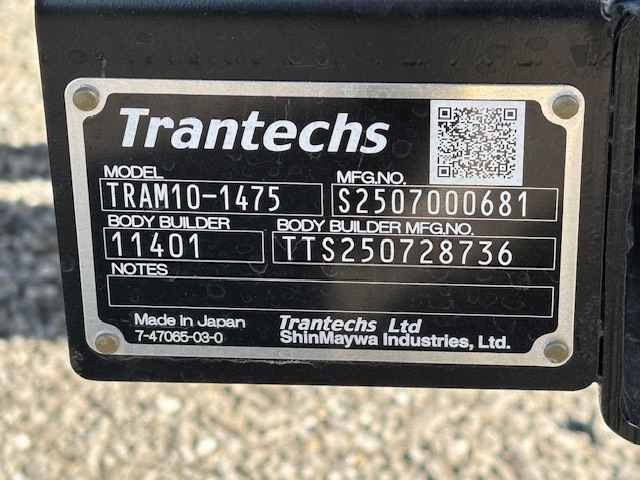 Trantechs
MODEL MFG.NO.
TRAM10-1475 S2507000681
BODY BUILDER BODY BUILDER MFG.NO.
11401 TTS250728736
NOTES
Made in Japan Trantechs Ltd
7-47065-03-0 ShinMaywa Industries, Ltd.